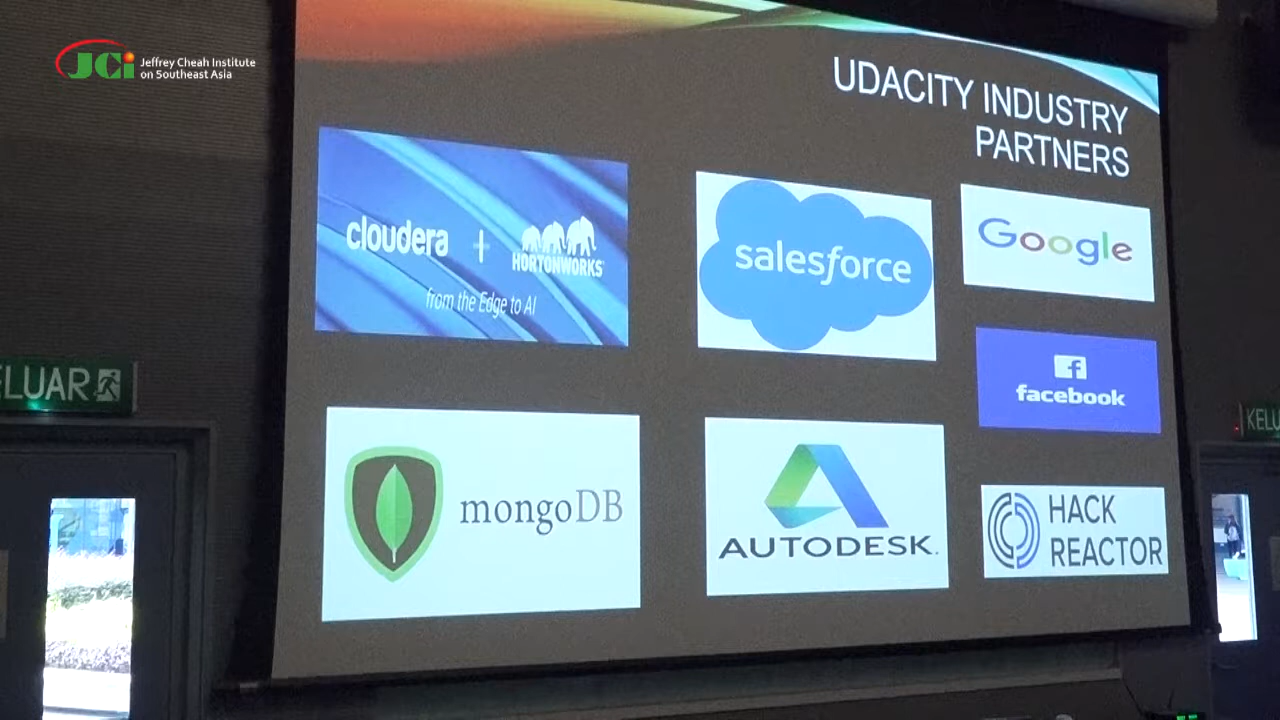 JCi Jeffrey Cheah Institute
on Southeast Asia
UDACITY INDUSTRY
PARTNERS
cloudera + HORTONWORKS
from the Edge to AI
salesforce
Google
facebook
mongoDB
AUTODESK.
HACK
REACTOR
ELUAR
KELU